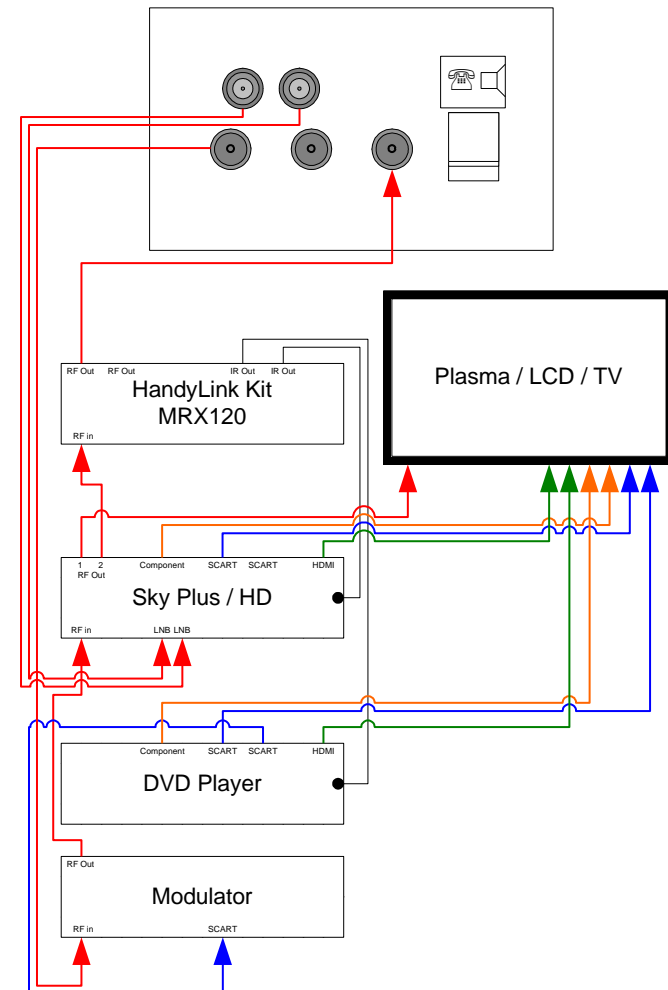 RF Out RF Out IR Out IR Out
HandyLink Kit
MRX120
RF in
Plasma / LCD / TV
1 2 Component SCART SCART HDMI
RF Out
Sky Plus / HD
RF in LNB LNB
Component SCART SCART HDMI
DVD Player
RF Out
Modulator
RF in SCART